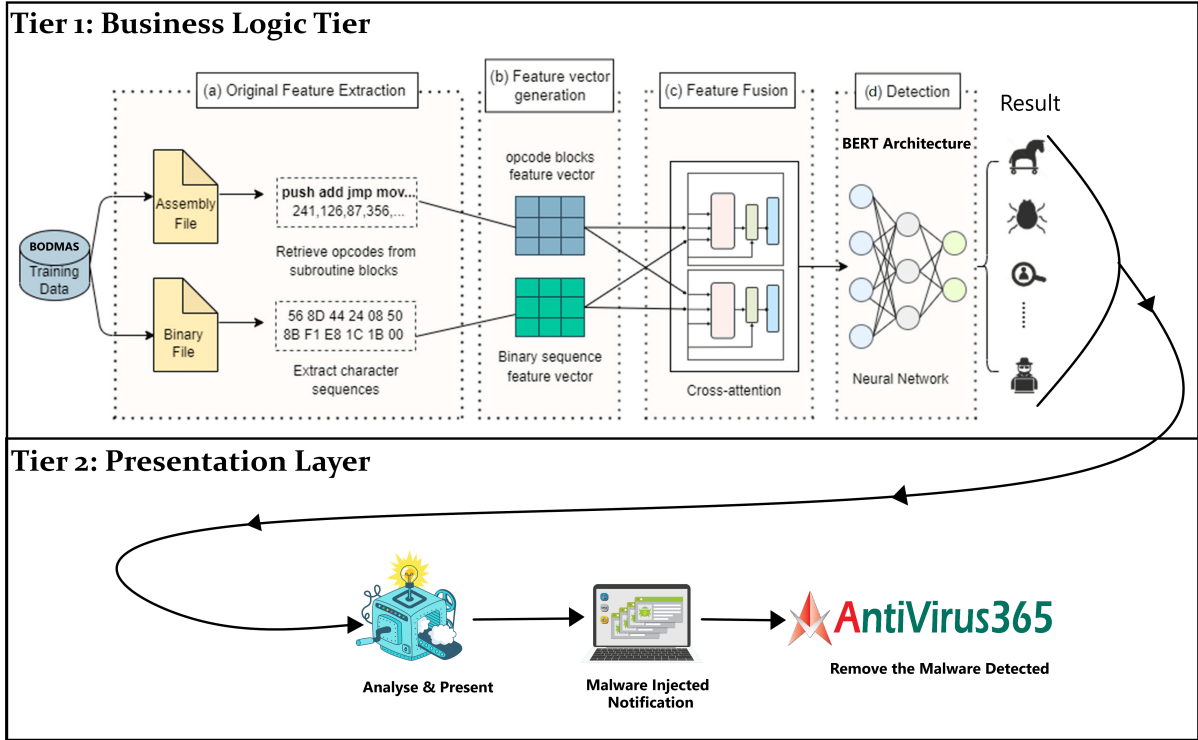 Tier 1: Business Logic Tier
(a) Original Feature Extraction
(b) Feature vector
generation
(c) Feature Fusion
(d) Detection
Result
BERT Architecture
BODMAS
Training
Data
Assembly
File
push add jmp mov...
241,126,87,356,...
Retrieve opcodes from
subroutine blocks
Binary
File
56 8D 44 24 08 50
8B F1 E8 1C 1B 00
Extract character
sequences
opcode blocks
feature vector
Binary sequence
feature vector
Cross-attention
Neural Network
Tier 2: Presentation Layer
Analyse & Present
Malware Injected
Notification
AntiVirus365
Remove the Malware Detected